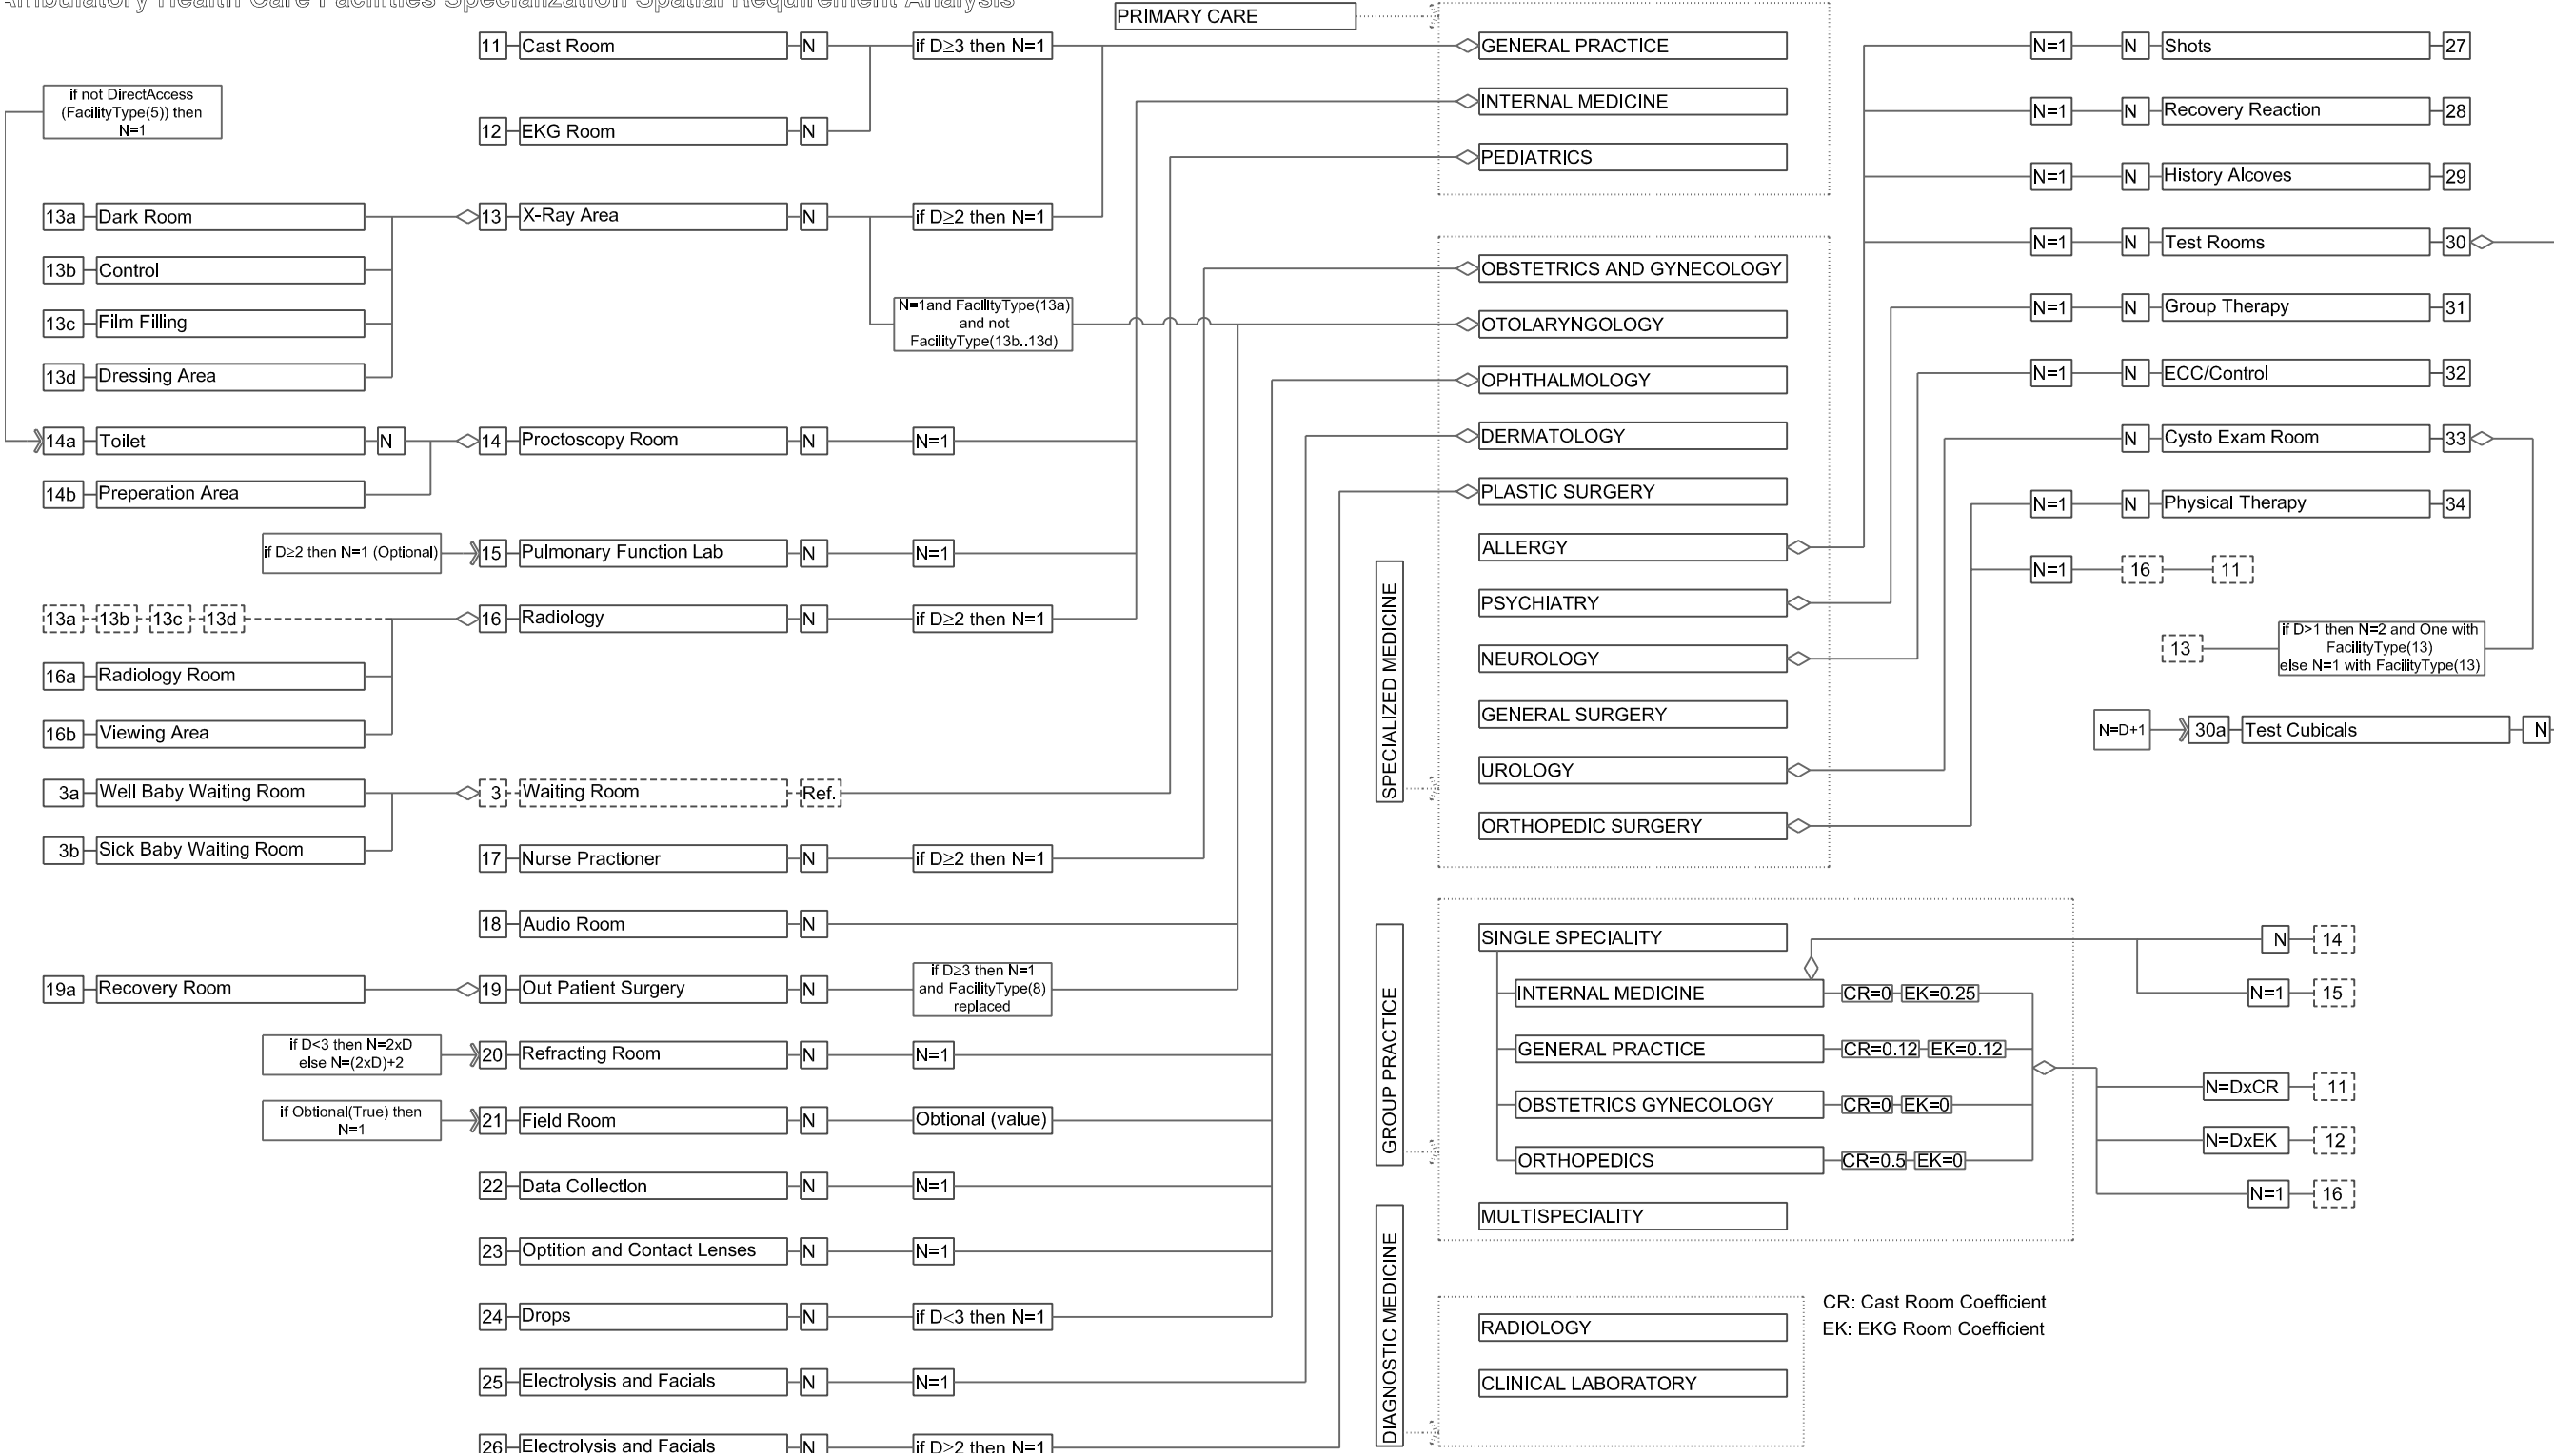 Ambulatory Health Care Facilities Specialization Spatial Requirement Analysis
PRIMARY CARE
11 Cast Room N if D≥3 then N=1
GENERAL PRACTICE
N=1 N Shots 27
if not DirectAccess
(FacilityType(5)) then
N=1
INTERNAL MEDICINE
N=1 N Recovery Reaction 28
12 EKG Room N
PEDIATRICS
N=1 N History Alcoves 29
13a Dark Room
13 X-Ray Area N if D≥2 then N=1
N=1 N Test Rooms 30
13b Control
OBSTETRICS AND GYNECOLOGY
N=1and FacilityType(13a)
and not
FacilityType(13b..13d)
N=1 N Group Therapy 31
13c Film Filling
OTOLARYNGOLOGY
13d Dressing Area
OPHTHALMOLOGY
N=1 N ECC/Control 32
14a Toilet N
14 Proctoscopy Room N N=1
DERMATOLOGY
N Cysto Exam Room 33
14b Preperation Area
PLASTIC SURGERY
N=1 N Physical Therapy 34
if D≥2 then N=1 (Optional)
15 Pulmonary Function Lab N N=1
ALLERGY
N=1 16 11
SPECIALIZED MEDICINE
13a 13b 13c 13d
16 Radiology N if D≥2 then N=1
PSYCHIATRY
if D>1 then N=2 and One with
FacilityType(13)
else N=1 with FacilityType(13)
13
16a Radiology Room
NEUROLOGY
16b Viewing Area
GENERAL SURGERY
N=D+1 30a Test Cubicals N
3a Well Baby Waiting Room
3 Waiting Room Ref.
UROLOGY
3b Sick Baby Waiting Room
17 Nurse Practioner N if D≥2 then N=1
ORTHOPEDIC SURGERY
18 Audio Room N
GROUP PRACTICE
SINGLE SPECIALITY
N 14
19a Recovery Room
19 Out Patient Surgery N
if D≥3 then N=1
and FacilityType(8)
replaced
INTERNAL MEDICINE CR=0 EK=0.25
N=1 15
if D<3 then N=2xD
else N=(2xD)+2
20 Refracting Room N N=1
GENERAL PRACTICE CR=0.12 EK=0.12
N=DxCR 11
if Obtional(True) then
N=1
21 Field Room N Obtional (value)
OBSTETRICS GYNECOLOGY CR=0 EK=0
N=DxEK 12
22 Data Collection N N=1
ORTHOPEDICS CR=0.5 EK=0
N=1 16
MULTISPECIALITY
23 Optition and Contact Lenses N N=1
DIAGNOSTIC MEDICINE
24 Drops N if D<3 then N=1
RADIOLOGY
CR: Cast Room Coefficient
EK: EKG Room Coefficient
25 Electrolysis and Facials N N=1
CLINICAL LABORATORY
26 Electrolysis and Facials N if D≥2 then N=1